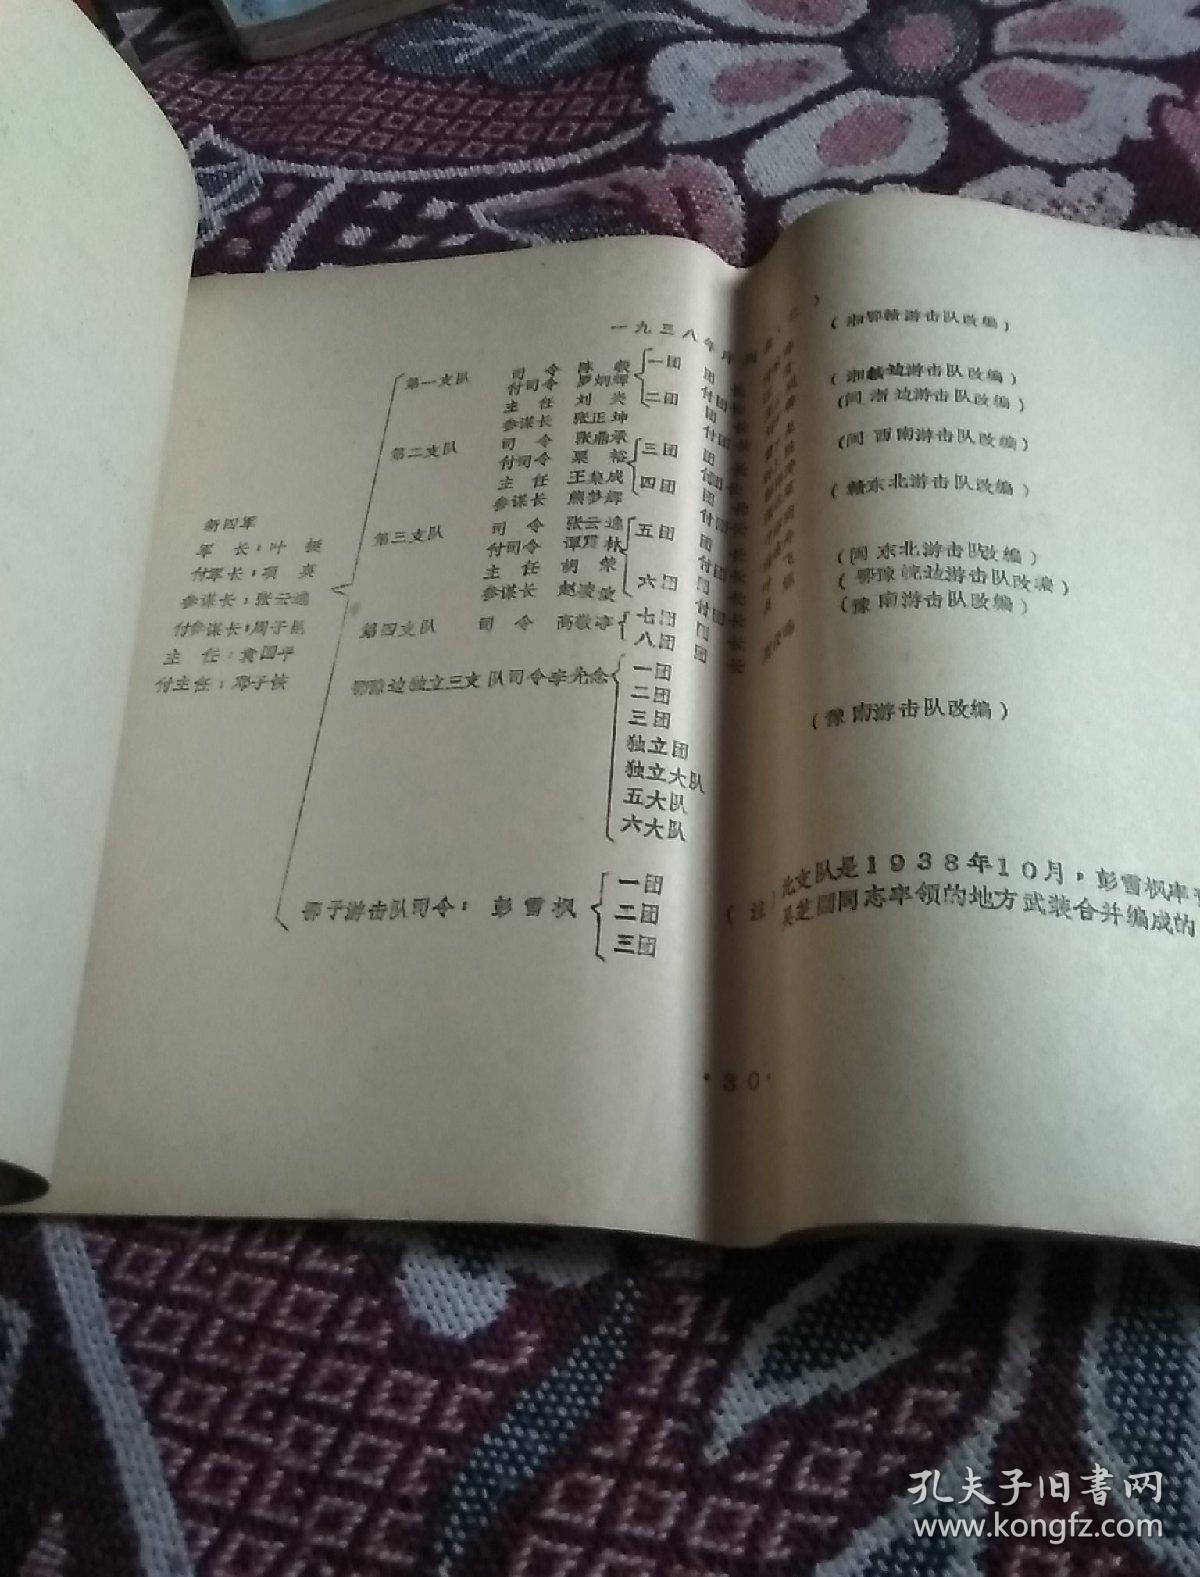 一九三八年
新四军
军 长：叶 挺
付军长：项 英
参谋长：张云逸
付参谋长：周子昆
主 任：袁国平
付主任：邓子恢
第一支队
司 令 陈 毅
付司令 罗炳辉
主 任 刘 炎
参谋长 张正坤
一团
二团
第二支队
司 令 张鼎承
付司令 粟 裕
主 任 王集成
参谋长 熊梦辉
三团
四团
第三支队
司 令 张云逸
付司令 谭 林
主 任 胡 荣
参谋长 赵凌波
五团
六团
第四支队 司 令 高敬亭
七团
八团
鄂豫边独立三支队司令李先念
一团
二团
三团
独立团
独立大队
五大队
六大队
游击队司令： 彭雪枫
一团
二团
三团
(湘鄂赣游击队改编)
(湘赣边游击队改编)
(闽浙边游击队改编)
(闽西南游击队改编)
(赣东北游击队改编)
(闽东北游击队改编)
(鄂豫皖边游击队改编)
(豫南游击队改编)
(豫南游击队改编)
(注)此支队是1938年10月，彭雪枫率
吴芝圃同志率领的地方武装合并编成的
·30·
孔夫子旧书网
www.kongfz.com